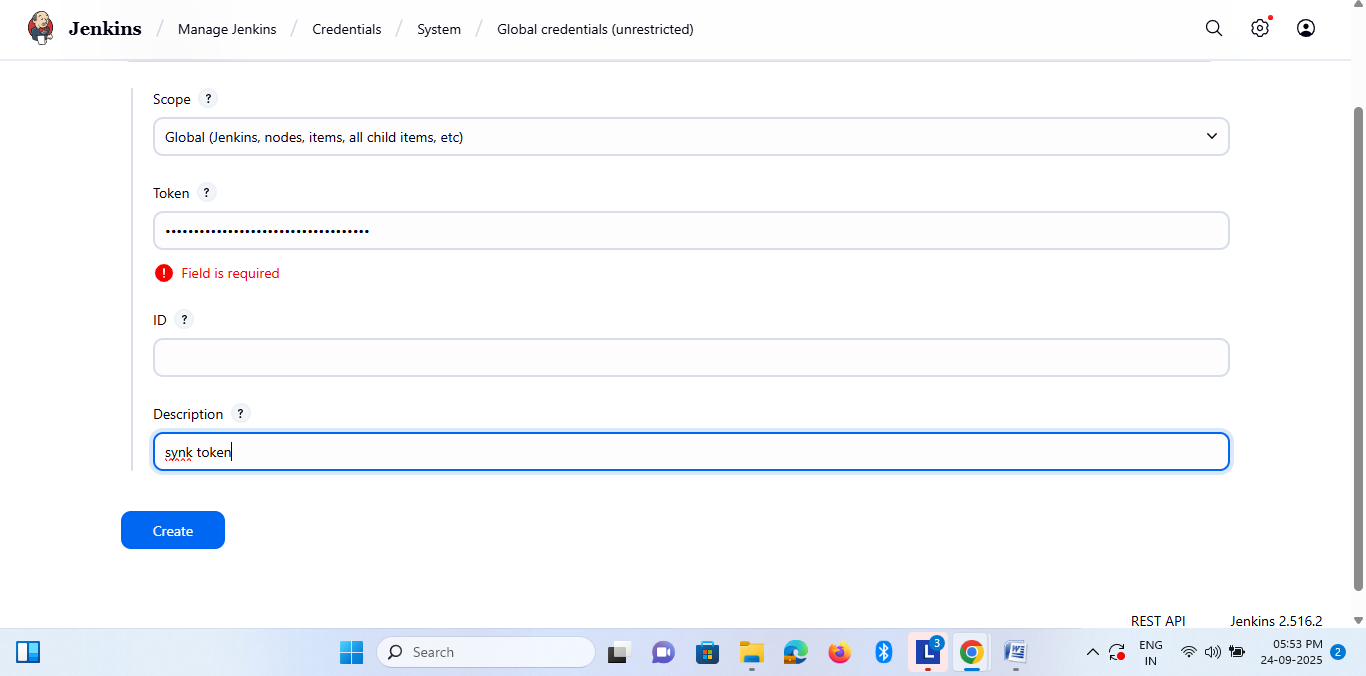 Jenkins / Manage Jenkins / Credentials / System / Global credentials (unrestricted)
Scope ?
Global (Jenkins, nodes, items, all child items, etc)
Token ?
••••••••••••••••••••••••••••••••••••
! Field is required
ID ?
Description ?
synk token
Create
REST API Jenkins 2.516.2
Search
3
W
ENG
IN
05:53 PM
24-09-2025
2